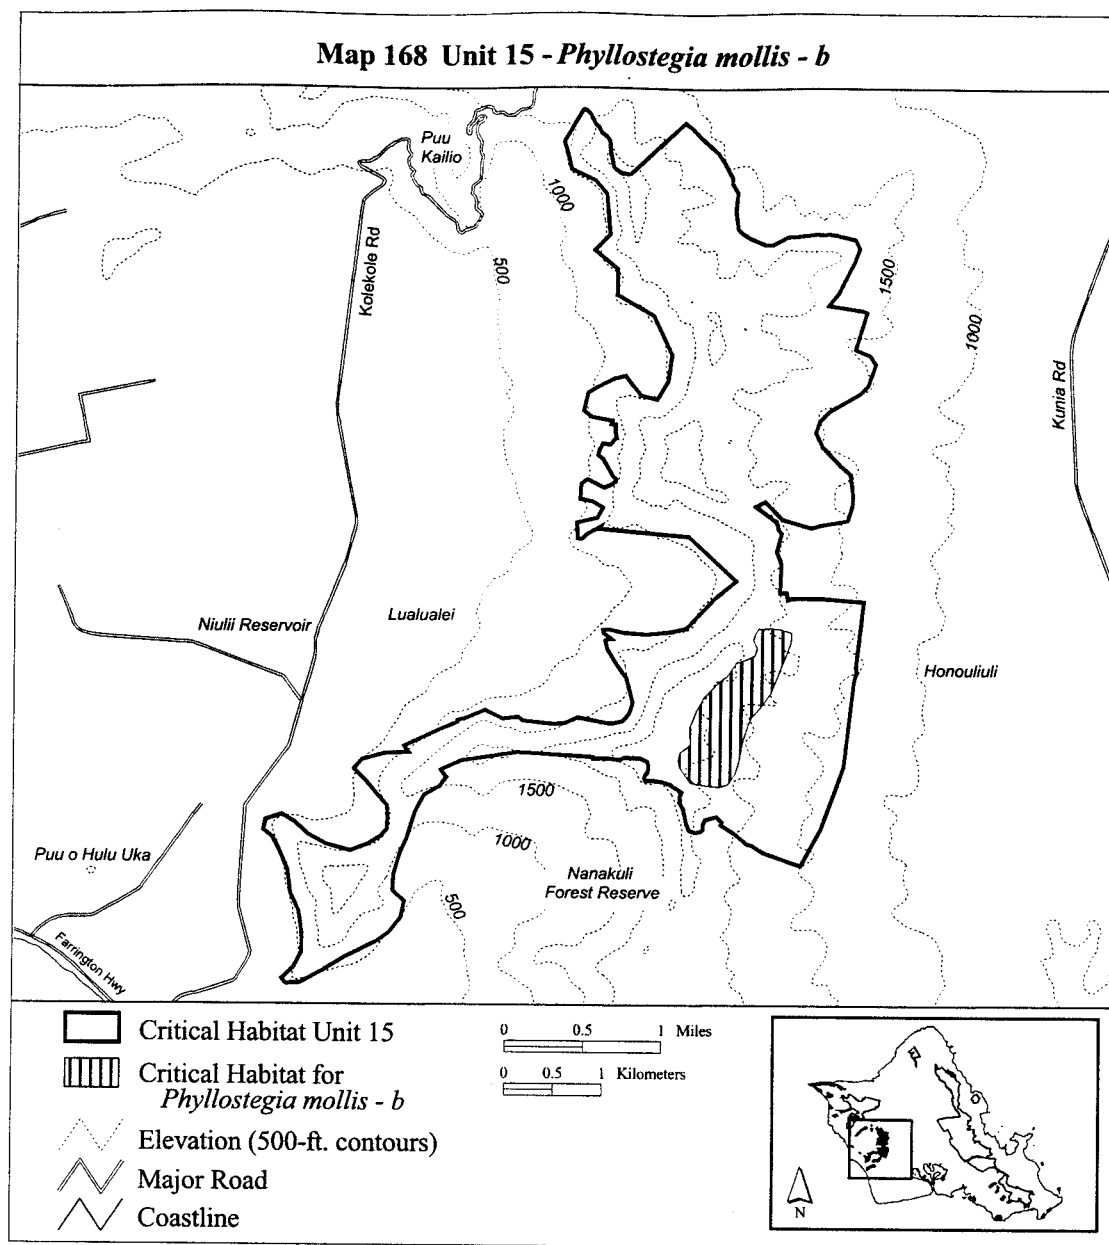 Map 168 Unit 15 - Phyllostegia mollis - b
Puu
Kailio
1000
Kolekole Rd
500
1500
1000
Kunia Rd
Niulii Reservoir
Lualualei
Honouliuli
1500
1000
Puu o Hulu Uka
Nanakuli
Forest Reserve
500
Farrington Hwy
Critical Habitat Unit 15
0 0.5 1 Miles
Critical Habitat for
Phyllostegia mollis - b
0 0.5 1 Kilometers
Elevation (500-ft. contours)
Major Road
Coastline
N